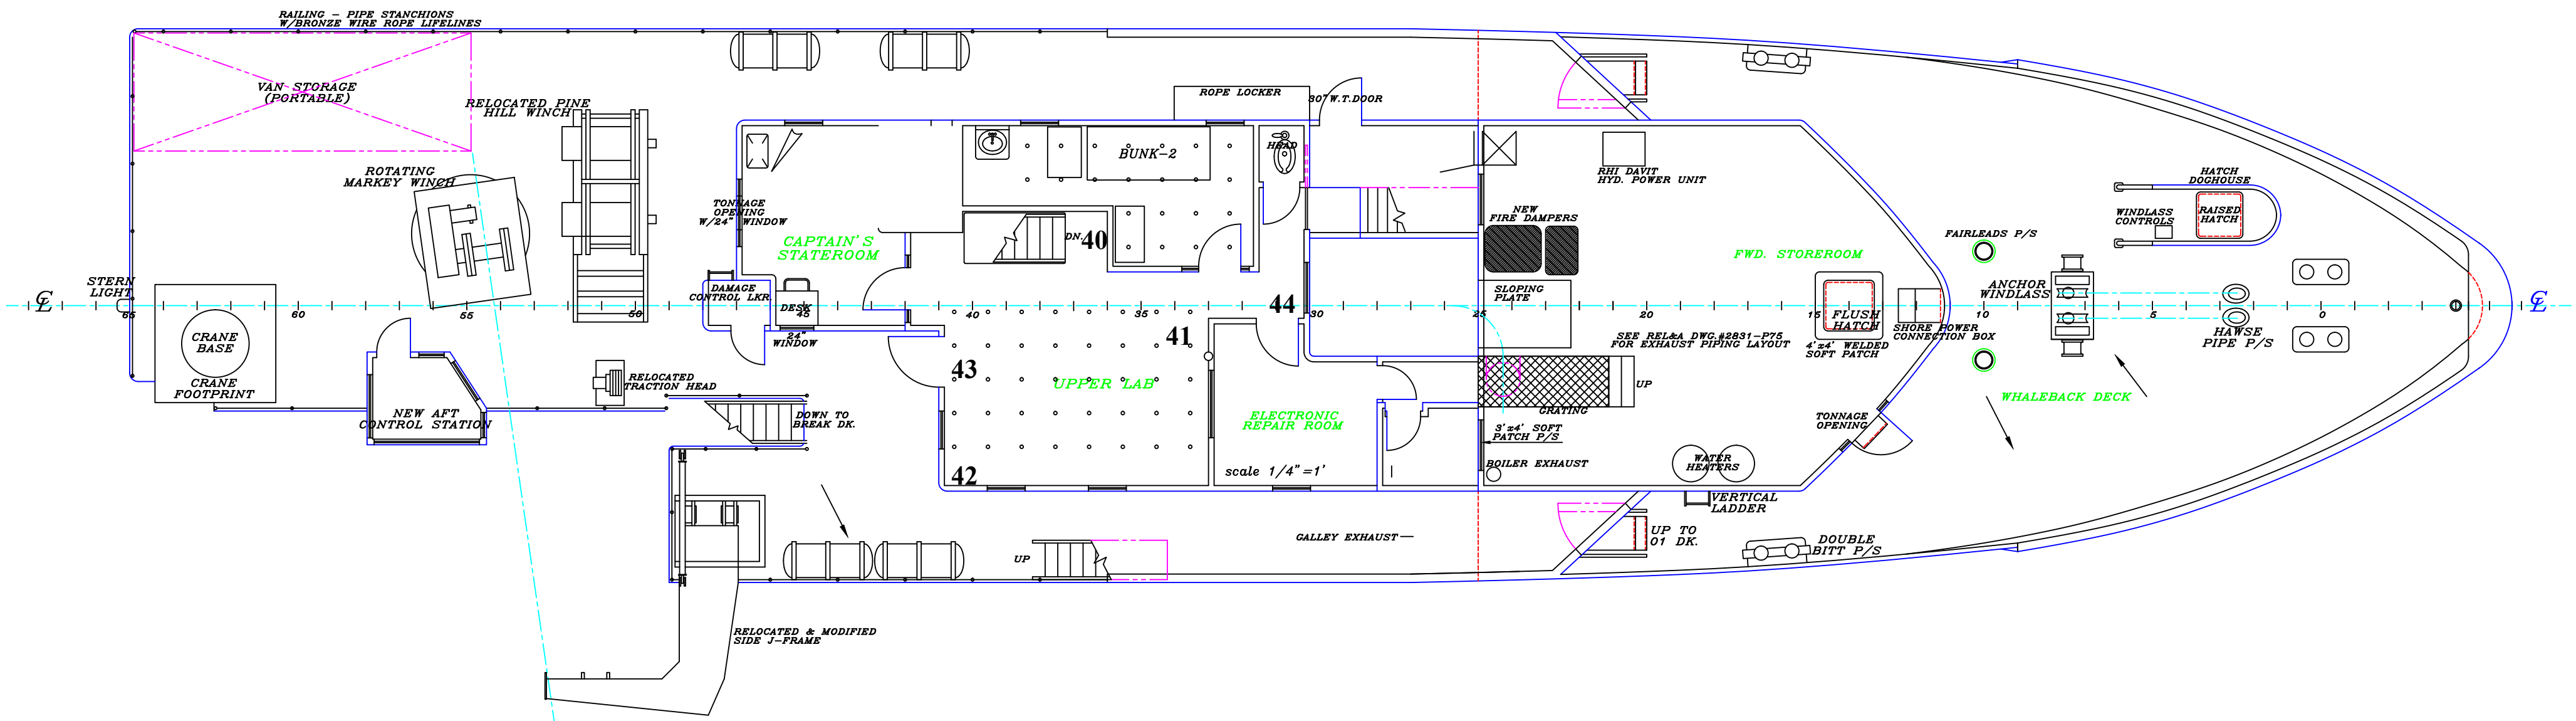 RAILING - PIPE STANCHIONS
W/BRONZE WIRE ROPE LIFELINES
VAN STORAGE
(PORTABLE)
RELOCATED PINE
HILL WINCH
ROTATING
MARKEY WINCH
STERN
LIGHT
CRANE
BASE
CRANE
FOOTPRINT
NEW AFT
CONTROL STATION
RELOCATED
TRACTION HEAD
DOWN TO
BREAK DK.
RELOCATED & MODIFIED
SIDE J-FRAME
TONNAGE
OPENING
W/24" WINDOW
CAPTAIN'S
STATEROOM
DAMAGE
CONTROL LKR.
DESK
24"
WINDOW
DN.
40
BUNK-2
ROPE LOCKER
HEAD
30"W.T.DOOR
41
42
43
44
UPPER LAB
ELECTRONIC
REPAIR ROOM
scale 1/4"=1'
UP
GALLEY EXHAUST
RHI DAVIT
HYD. POWER UNIT
NEW
FIRE DAMPERS
SLOPING
PLATE
FWD. STOREROOM
SEE REL&A DWG.#2831-P75
FOR EXHAUST PIPING LAYOUT
UP
GRATING
3'x4' SOFT
PATCH P/S
BOILER EXHAUST
WATER
HEATERS
VERTICAL
LADDER
UP TO
01 DK.
DOUBLE
BITT P/S
FLUSH
HATCH
4'x4' WELDED
SOFT PATCH
SHORE POWER
CONNECTION BOX
TONNAGE
OPENING
FAIRLEADS P/S
ANCHOR
WINDLASS
WINDLASS
CONTROLS
HATCH
DOGHOUSE
RAISED
HATCH
HAWSE
PIPE P/S
WHALEBACK DECK
CL
65
60
55
50
45
40
35
30
25
20
15
10
5
0
CL